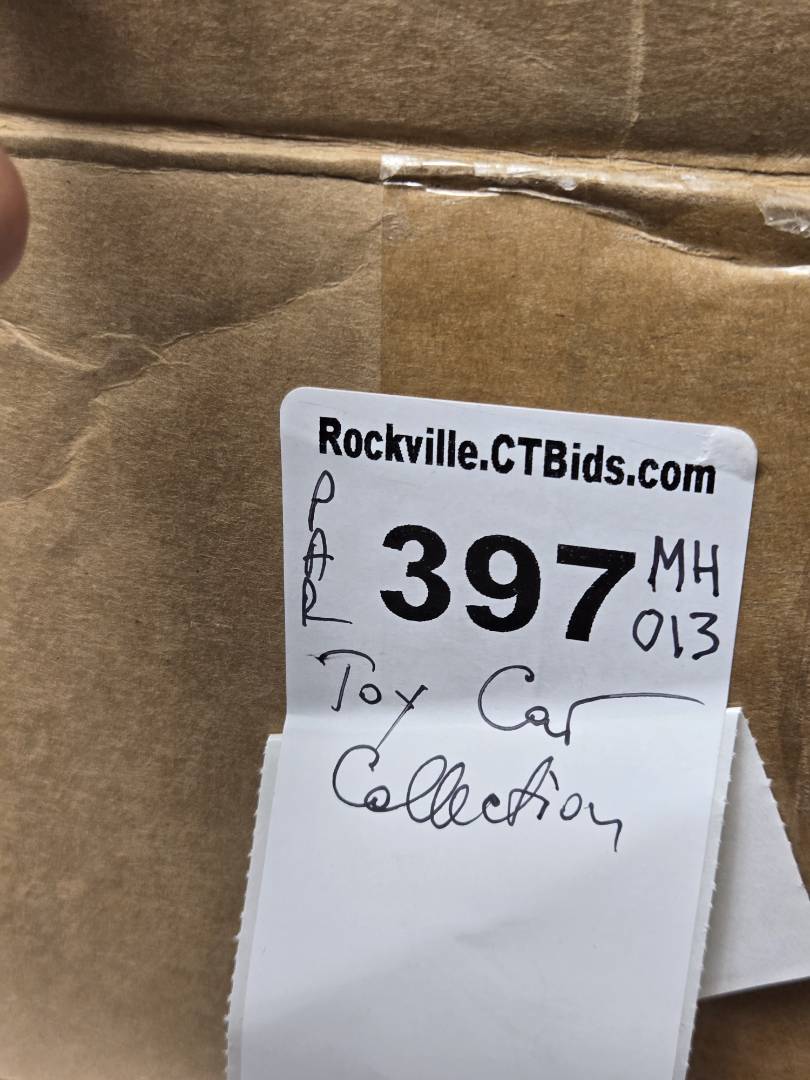 Rockville.CTBids.com
PAR
397
MH
013
Toy Car
Collection